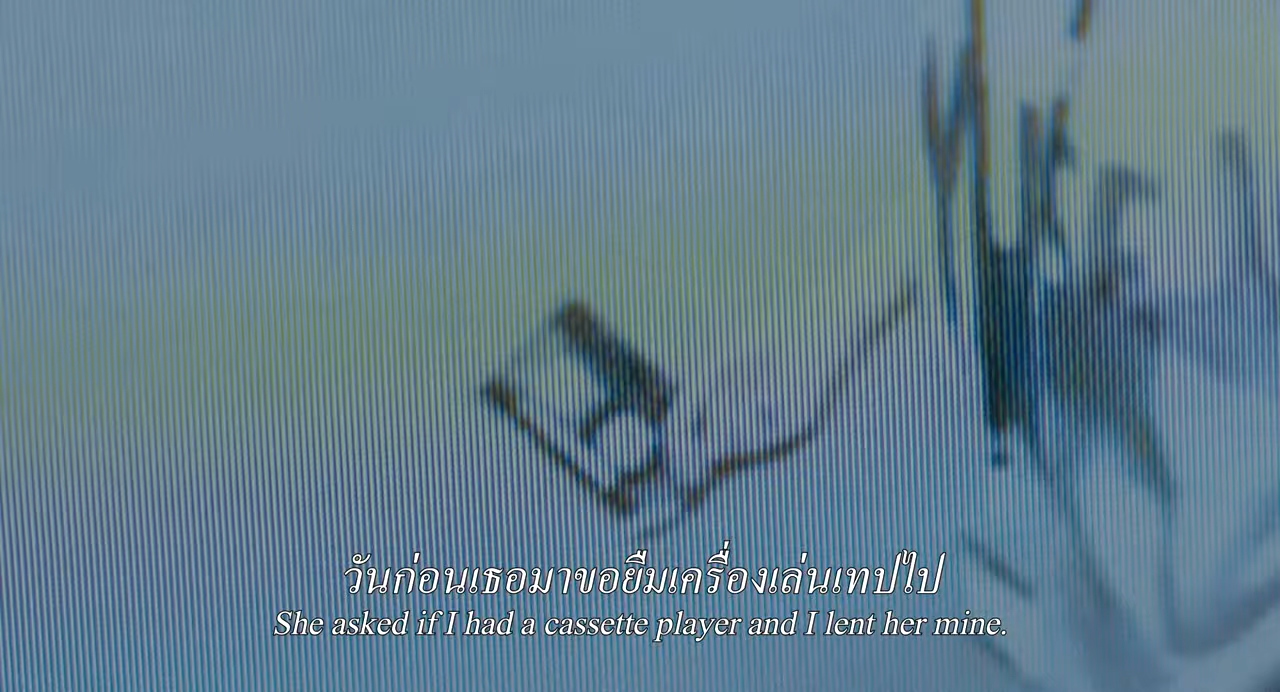 วันก่อนเธอมาขอยืมเครื่องเล่นเทปไป
She asked if I had a cassette player and I lent her mine.